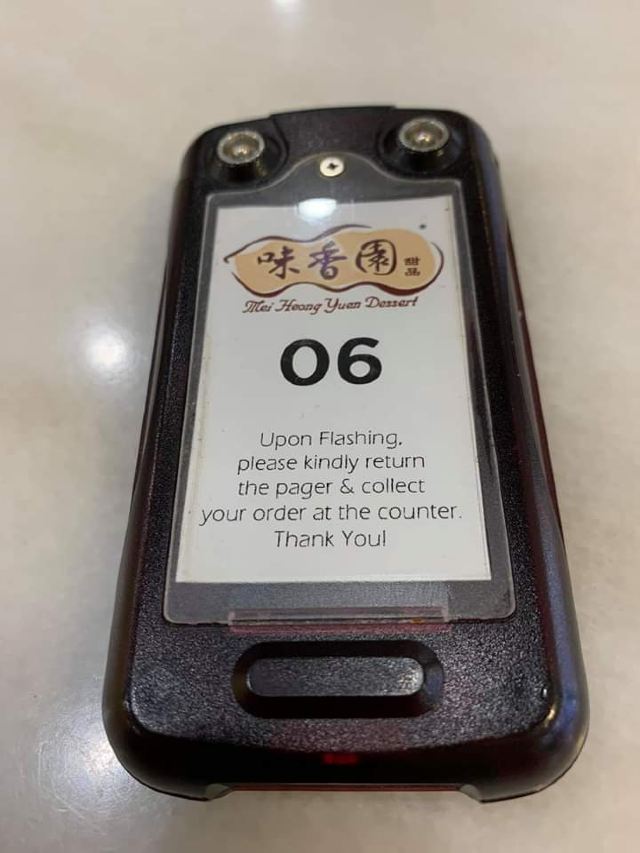 味香園 甜品
Mei Heong Yuen Dessert
06
Upon Flashing,
please kindly return
the pager & collect
your order at the counter.
Thank You!